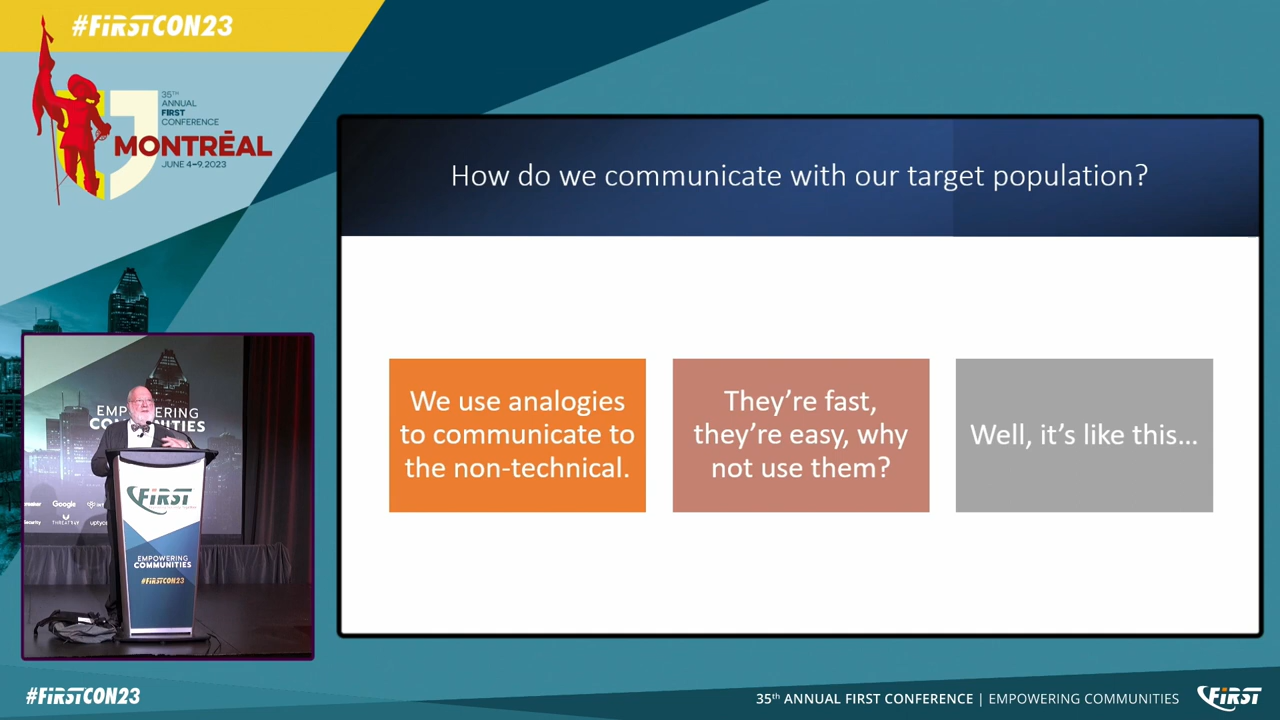 #FiRSTCON23
35TH
ANNUAL
FIRST
CONFERENCE
MONTRĒAL
JUNE 4–9, 2023
How do we communicate with our target population?
We use analogies
to communicate to
the non-technical.
They're fast,
they're easy, why
not use them?
Well, it's like this...
COMMUNITIES
Google
THREATRAY
FiRST
EMPOWERING
COMMUNITIES
#FiRSTCON23
#FiRSTCON23
35th ANNUAL FIRST CONFERENCE | EMPOWERING COMMUNITIES
FiRST